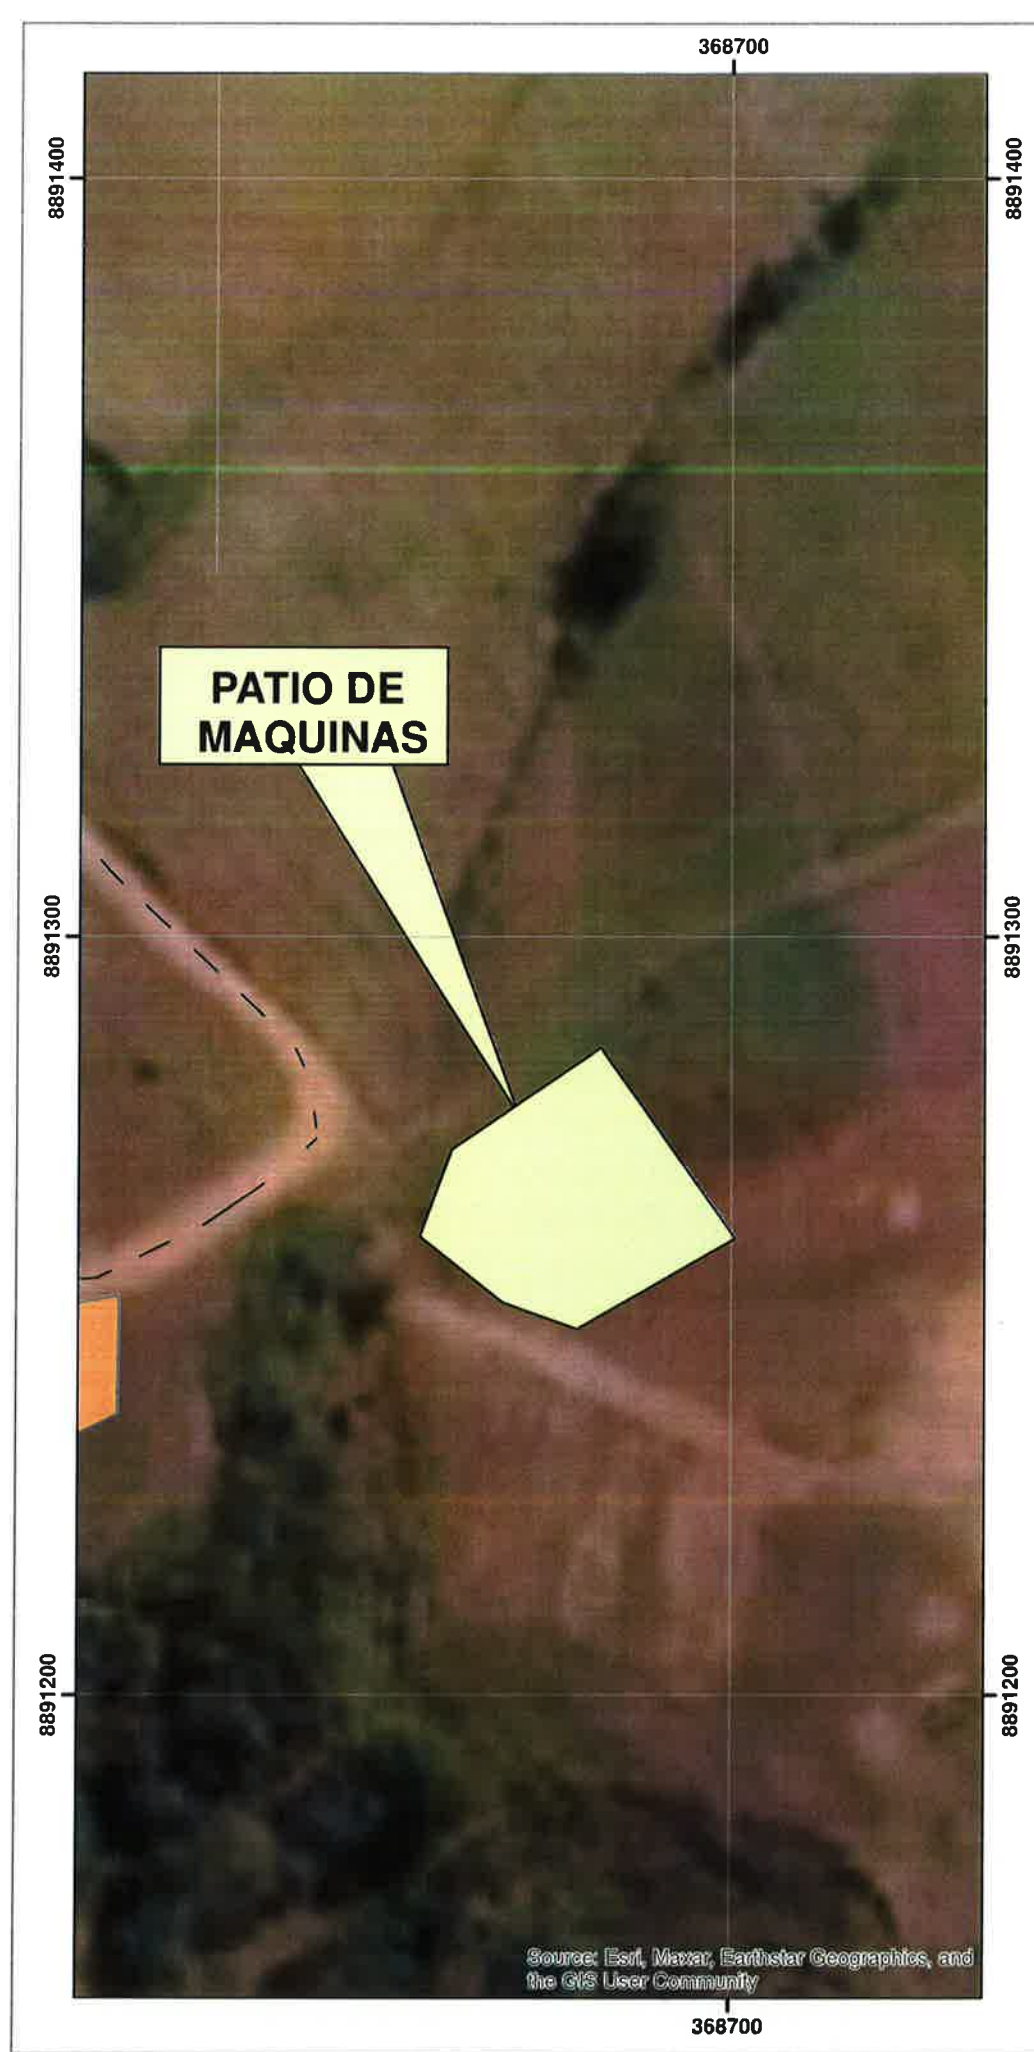 368700
8891400
8891400
PATIO DE
MAQUINAS
8891300
8891300
8891200
8891200
Source: Esri, Maxar, Earthstar Geographics, and
the GIS User Community
368700